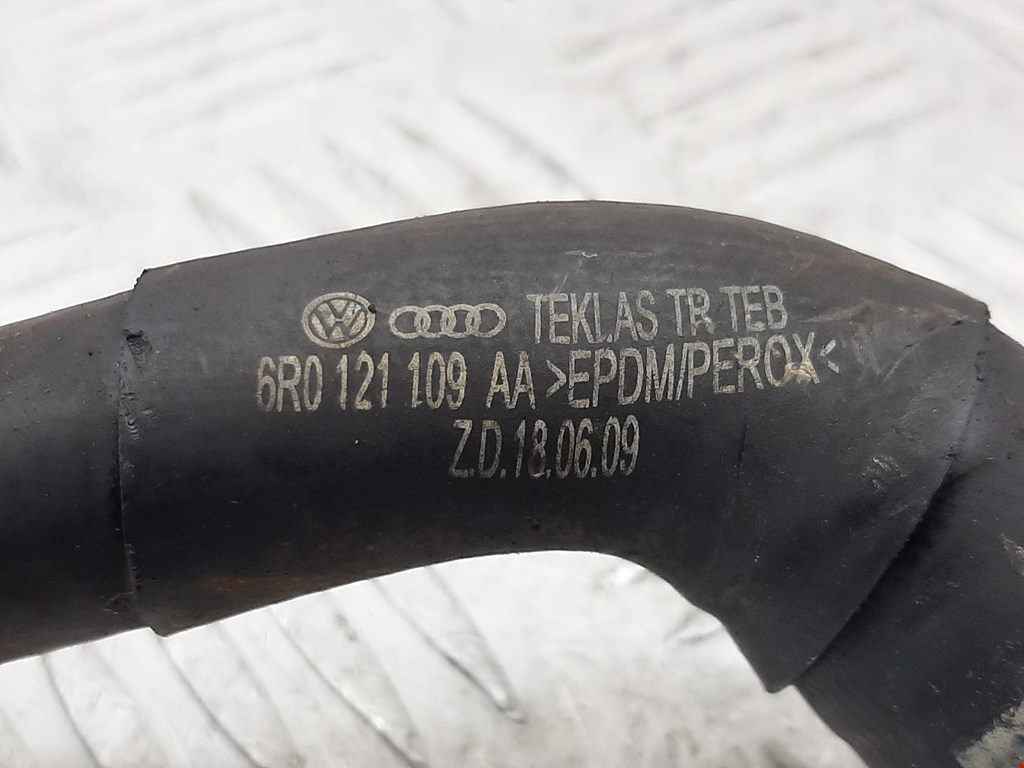 TEKLAS TR TEB
6R0 121 109 AA >EPDM/PEROX<
Z.D.18.06.09